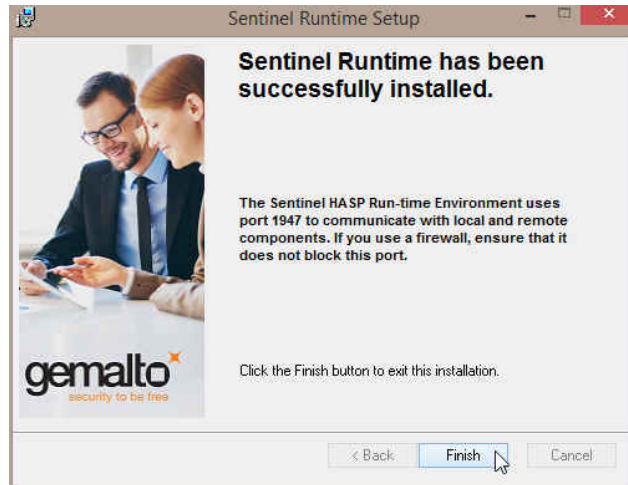 Sentinel Runtime Setup
Sentinel Runtime has been
successfully installed.
The Sentinel HASP Run-time Environment uses
port 1947 to communicate with local and remote
components. If you use a firewall, ensure that it
does not block this port.
gemalto
security to be free
Click the Finish button to exit this installation.
< Back Finish Cancel